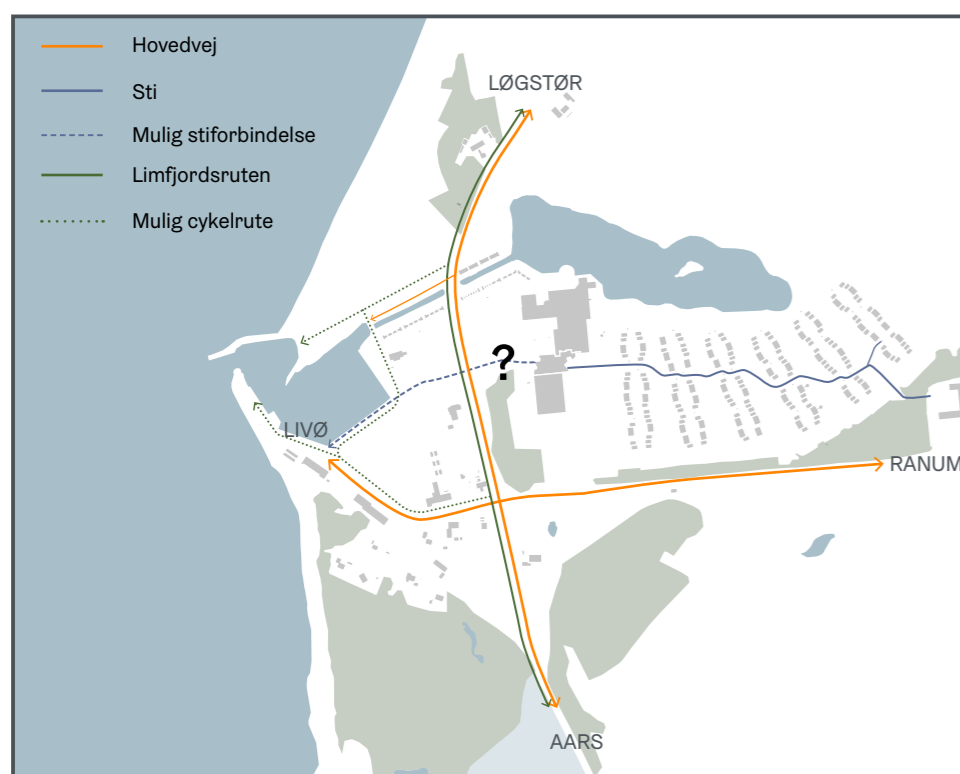 Hovedvej
Sti
Mulig stiforbindelse
Limfjordsruten
Mulig cykelrute
LØGSTØR
?
LIVØ
RANUM
AARS